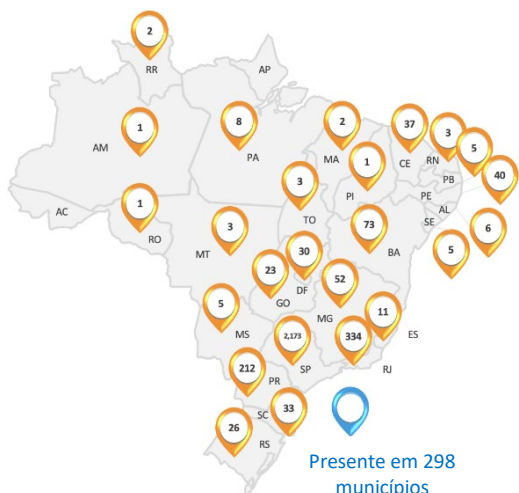 2
RR
AP
1
AM
8
PA
2
MA
1
PI
37
CE
3
RN
5
PB
40
PE
AL
SE
6
5
AC
1
RO
3
TO
3
MT
73
BA
30
DF
23
GO
52
MG
11
ES
5
MS
2,173
SP
334
RJ
212
PR
SC
33
26
RS
Presente em 298
municípios